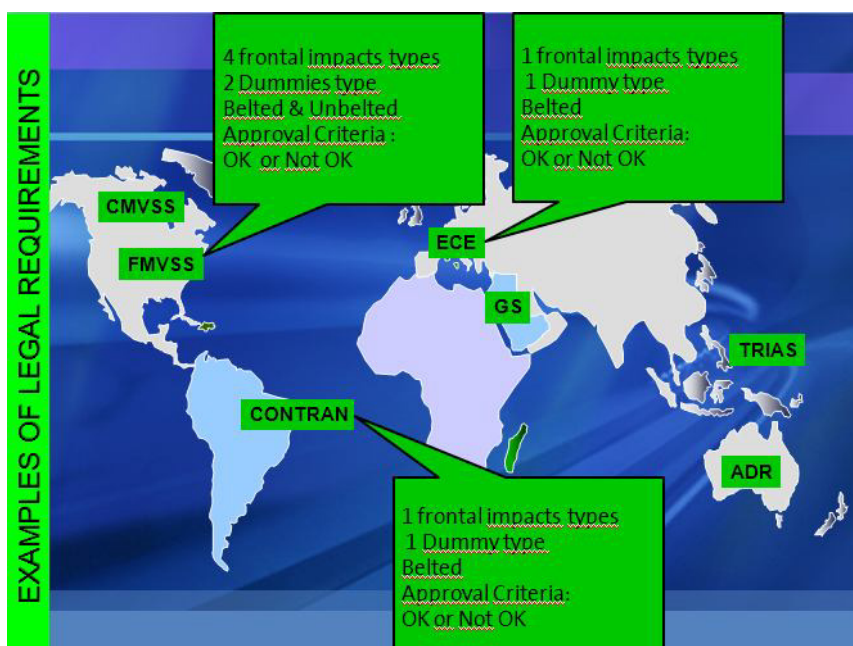 EXAMPLES OF LEGAL REQUIREMENTS
4 frontal impacts types
2 Dummies type
Belted & Unbelted
Approval Criteria :
OK or Not OK
1 frontal impacts types
1 Dummy type
Belted
Approval Criteria:
OK or Not OK
CMVSS
FMVSS
ECE
GS
TRIAS
CONTRAN
ADR
1 frontal impacts types
1 Dummy type
Belted
Approval Criteria:
OK or Not OK